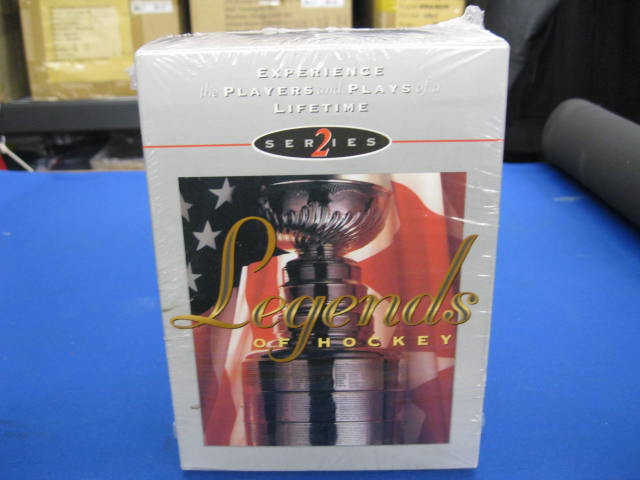 EXPERIENCE
the PLAYERS and PLAYS of a
LIFETIME
SERIES 2
Legends
OF HOCKEY